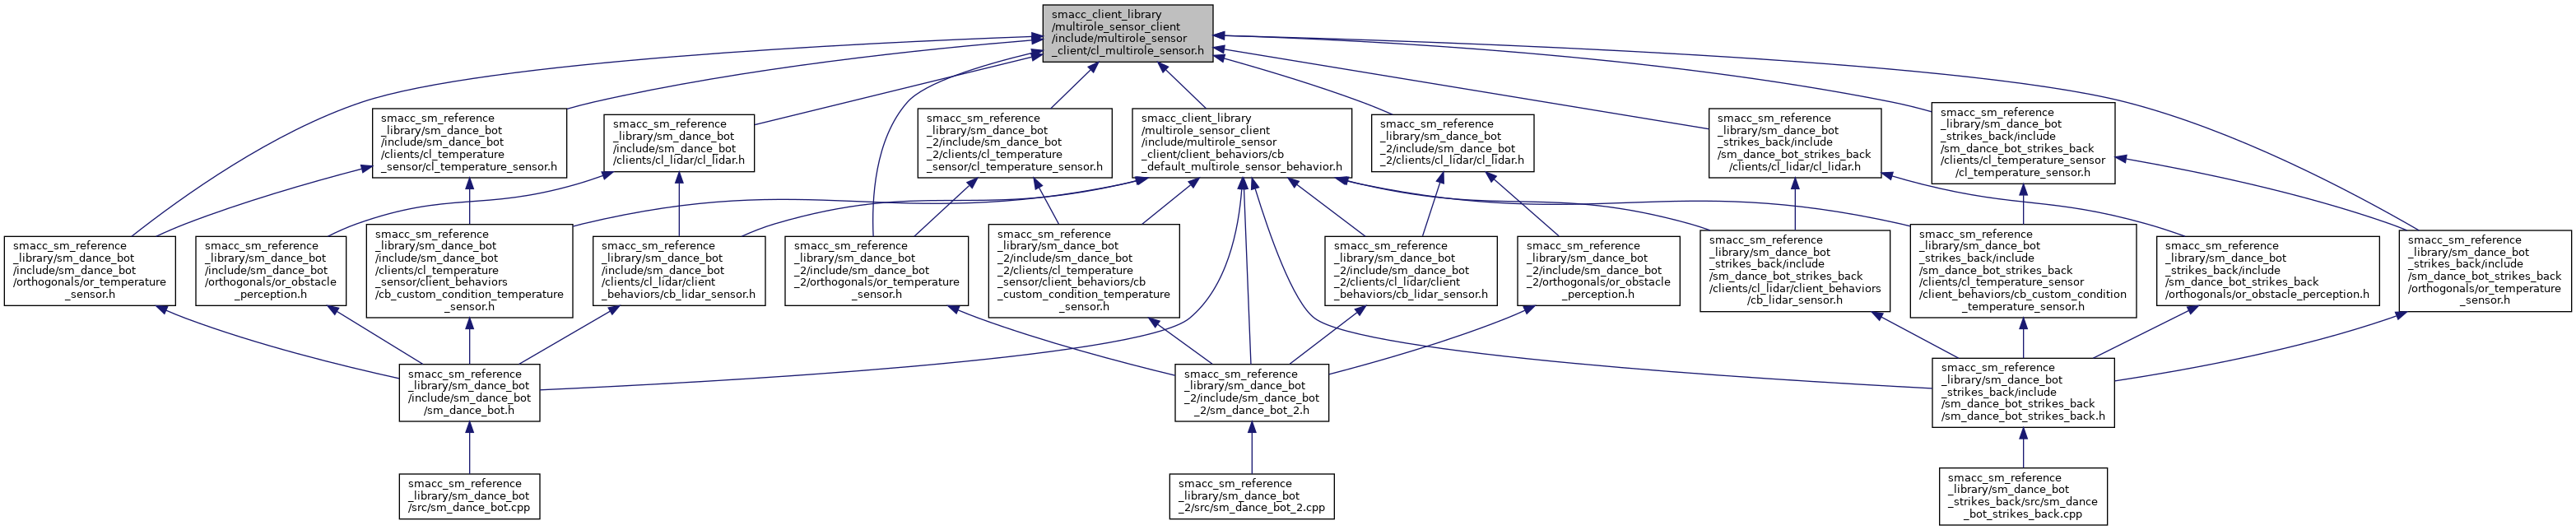 smacc_client_library
/multirole_sensor_client
/include/multirole_sensor
_client/cl_multirole_sensor.h
smacc_sm_reference
_library/sm_dance_bot
/include/sm_dance_bot
/clients/cl_temperature
_sensor/cl_temperature_sensor.h
smacc_sm_reference
_library/sm_dance_bot
/include/sm_dance_bot
/clients/cl_lidar/cl_lidar.h
smacc_sm_reference
_library/sm_dance_bot
_2/include/sm_dance_bot
_2/clients/cl_temperature
_sensor/cl_temperature_sensor.h
smacc_client_library
/multirole_sensor_client
/include/multirole_sensor
_client/client_behaviors/cb
_default_multirole_sensor_behavior.h
smacc_sm_reference
_library/sm_dance_bot
_2/include/sm_dance_bot
_2/clients/cl_lidar/cl_lidar.h
smacc_sm_reference
_library/sm_dance_bot
_strikes_back/include
/sm_dance_bot_strikes_back
/clients/cl_lidar/cl_lidar.h
smacc_sm_reference
_library/sm_dance_bot
_strikes_back/include
/sm_dance_bot_strikes_back
/clients/cl_temperature_sensor
/cl_temperature_sensor.h
smacc_sm_reference
_library/sm_dance_bot
/include/sm_dance_bot
/orthogonals/or_temperature
_sensor.h
smacc_sm_reference
_library/sm_dance_bot
/include/sm_dance_bot
/orthogonals/or_obstacle
_perception.h
smacc_sm_reference
_library/sm_dance_bot
/include/sm_dance_bot
/clients/cl_temperature
_sensor/client_behaviors
/cb_custom_condition_temperature
_sensor.h
smacc_sm_reference
_library/sm_dance_bot
/include/sm_dance_bot
/clients/cl_lidar/client
_behaviors/cb_lidar_sensor.h
smacc_sm_reference
_library/sm_dance_bot
_2/include/sm_dance_bot
_2/orthogonals/or_temperature
_sensor.h
smacc_sm_reference
_library/sm_dance_bot
_2/include/sm_dance_bot
_2/clients/cl_temperature
_sensor/client_behaviors/cb
_custom_condition_temperature
_sensor.h
smacc_sm_reference
_library/sm_dance_bot
_2/include/sm_dance_bot
_2/clients/cl_lidar/client
_behaviors/cb_lidar_sensor.h
smacc_sm_reference
_library/sm_dance_bot
_2/include/sm_dance_bot
_2/orthogonals/or_obstacle
_perception.h
smacc_sm_reference
_library/sm_dance_bot
_strikes_back/include
/sm_dance_bot_strikes_back
/clients/cl_lidar/client_behaviors
/cb_lidar_sensor.h
smacc_sm_reference
_library/sm_dance_bot
_strikes_back/include
/sm_dance_bot_strikes_back
/clients/cl_temperature_sensor
/client_behaviors/cb_custom_condition
_temperature_sensor.h
smacc_sm_reference
_library/sm_dance_bot
_strikes_back/include
/sm_dance_bot_strikes_back
/orthogonals/or_obstacle_perception.h
smacc_sm_reference
_library/sm_dance_bot
_strikes_back/include
/sm_dance_bot_strikes_back
/orthogonals/or_temperature
_sensor.h
smacc_sm_reference
_library/sm_dance_bot
/include/sm_dance_bot
/sm_dance_bot.h
smacc_sm_reference
_library/sm_dance_bot
_2/include/sm_dance_bot
_2/sm_dance_bot_2.h
smacc_sm_reference
_library/sm_dance_bot
_strikes_back/include
/sm_dance_bot_strikes_back
/sm_dance_bot_strikes_back.h
smacc_sm_reference
_library/sm_dance_bot
/src/sm_dance_bot.cpp
smacc_sm_reference
_library/sm_dance_bot
_2/src/sm_dance_bot_2.cpp
smacc_sm_reference
_library/sm_dance_bot
_strikes_back/src/sm_dance
_bot_strikes_back.cpp